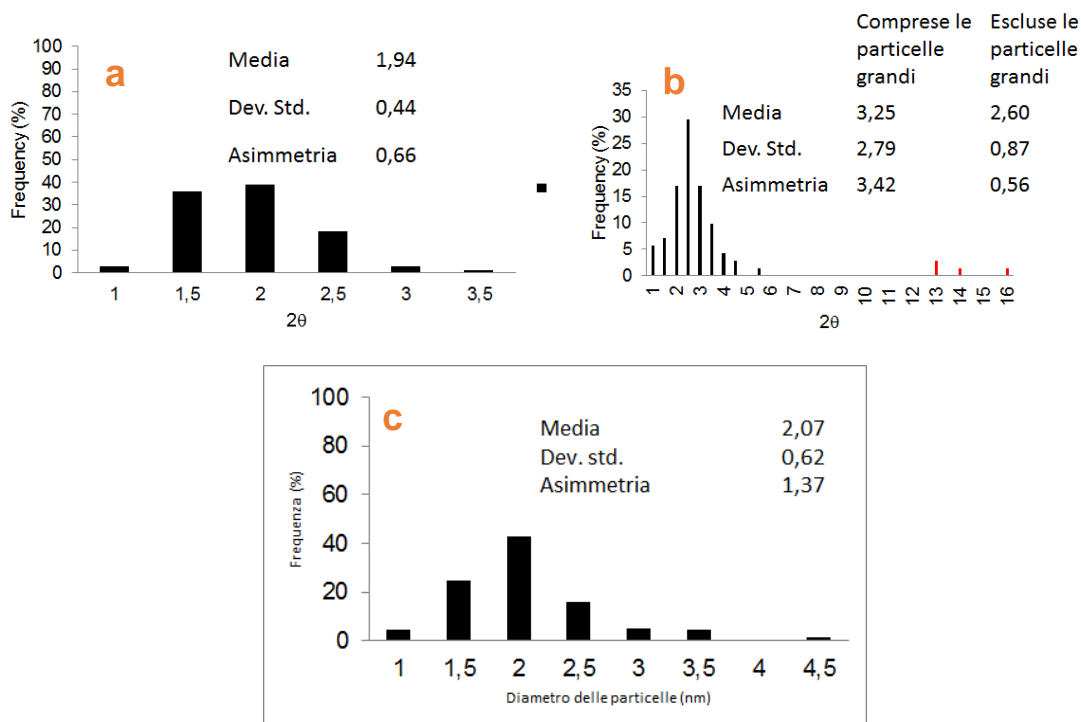 a
Media 1,94
Dev. Std. 0,44
Asimmetria 0,66
Frequency (%)
100
90
80
70
60
50
40
30
20
10
0
1 1,5 2 2,5 3 3,5
2θ
b
Comprese le particelle grandi
Escluse le particelle grandi
Media 3,25 2,60
Dev. Std. 2,79 0,87
Asimmetria 3,42 0,56
Frequency (%)
35
30
25
20
15
10
5
0
1 2 3 4 5 6 7 8 9 10 11 12 13 14 15 16
2θ
c
Media 2,07
Dev. std. 0,62
Asimmetria 1,37
Frequenza (%)
100
80
60
40
20
0
1 1,5 2 2,5 3 3,5 4 4,5
Diametro delle particelle (nm)